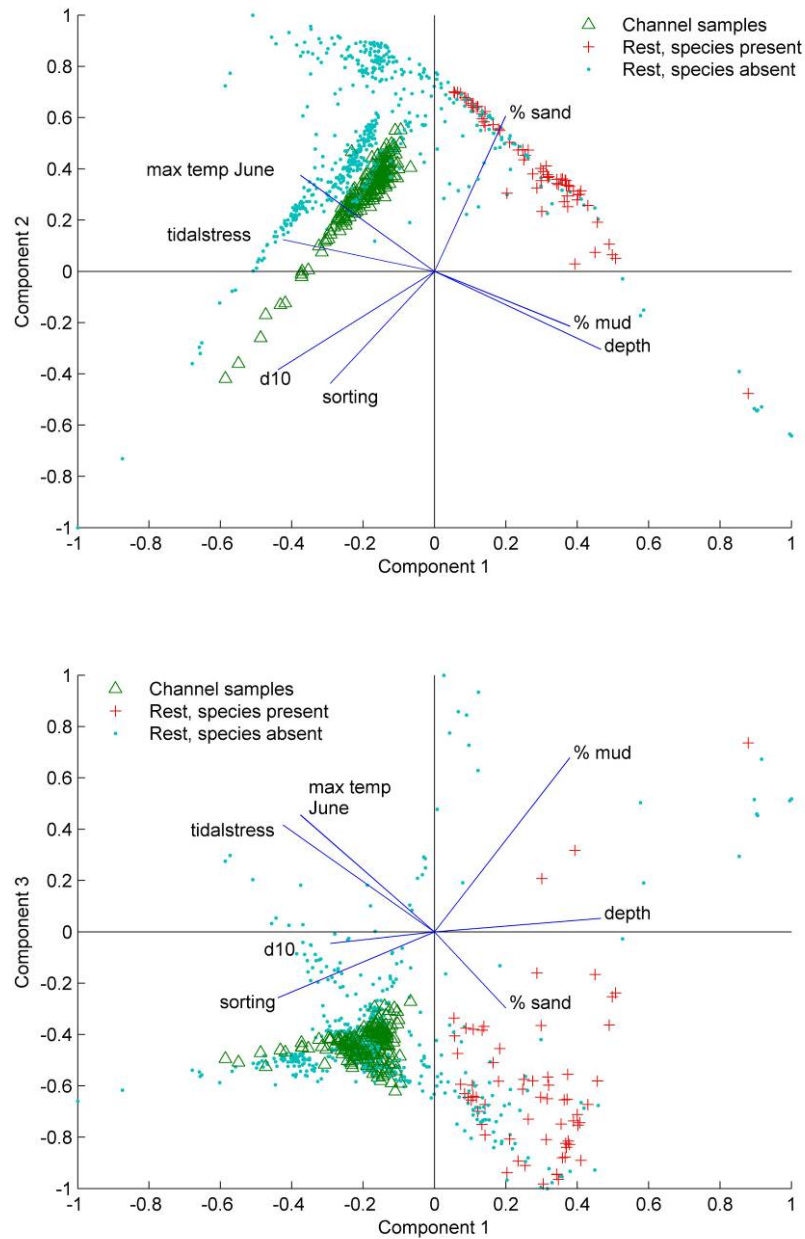 Channel samples
Rest, species present
Rest, species absent
1
0.8
0.6
0.4
0.2
0
-0.2
-0.4
-0.6
-0.8
-1
Component 2
% sand
max temp June
tidalstress
% mud
depth
d10
sorting
-1 -0.8 -0.6 -0.4 -0.2 0 0.2 0.4 0.6 0.8 1
Component 1
Channel samples
Rest, species present
Rest, species absent
1
0.8
0.6
0.4
0.2
0
-0.2
-0.4
-0.6
-0.8
-1
Component 3
% mud
max temp
June
tidalstress
depth
d10
sorting
% sand
-1 -0.8 -0.6 -0.4 -0.2 0 0.2 0.4 0.6 0.8 1
Component 1